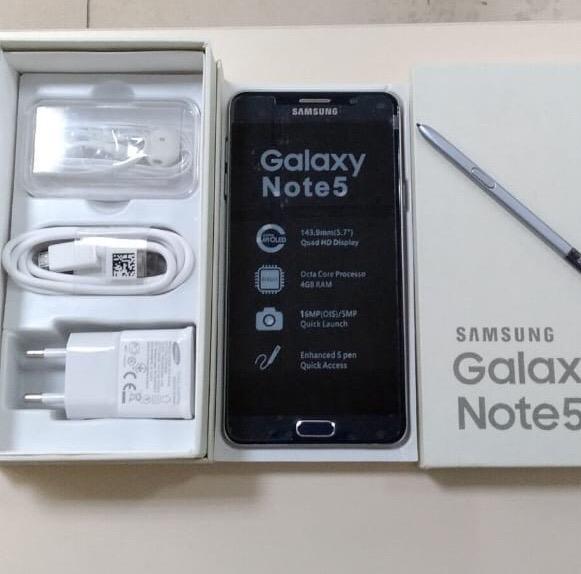 SAMSUNG
Galaxy
Note5
143.9mm(5.7")
Quad HD Display
Octa Core Processo
4GB RAM
16MP(OIS)/5MP
Quick Launch
Enhanced S pen
Quick Access
SAMSUNG
Galax
Note5